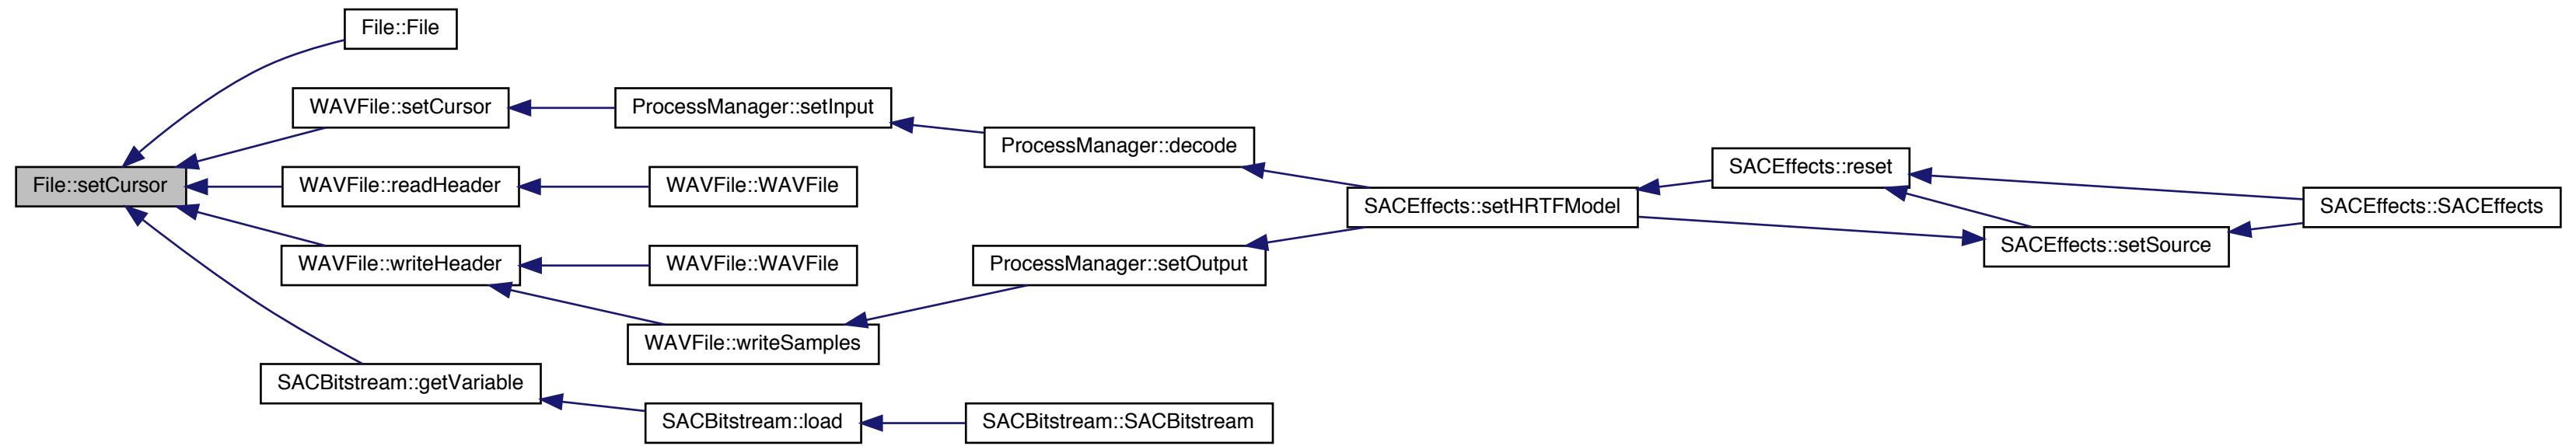 File::File
WAVFile::setCursor
ProcessManager::setInput
ProcessManager::decode
SACEffects::reset
File::setCursor
WAVFile::readHeader
WAVFile::WAVFile
SACEffects::setHRTFModel
SACEffects::SACEffects
SACEffects::setSource
WAVFile::writeHeader
WAVFile::WAVFile
ProcessManager::setOutput
WAVFile::writeSamples
SACBitstream::getVariable
SACBitstream::load
SACBitstream::SACBitstream